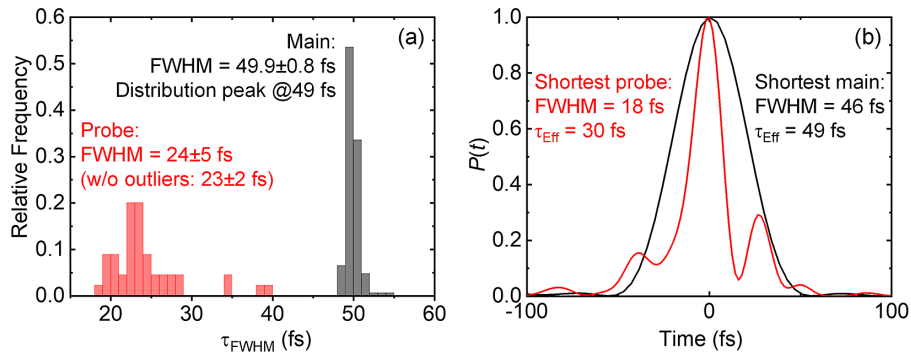 (a)
Main:
FWHM = 49.9±0.8 fs
Distribution peak @49 fs
Probe:
FWHM = 24±5 fs
(w/o outliers: 23±2 fs)
Relative Frequency
0.6
0.5
0.4
0.3
0.2
0.1
0.0
20 30 40 50 60
τFWHM (fs)
(b)
Shortest probe:
FWHM = 18 fs
τEff = 30 fs
Shortest main:
FWHM = 46 fs
τEff = 49 fs
P(t)
1.0
0.8
0.6
0.4
0.2
0.0
-100 0 100
Time (fs)